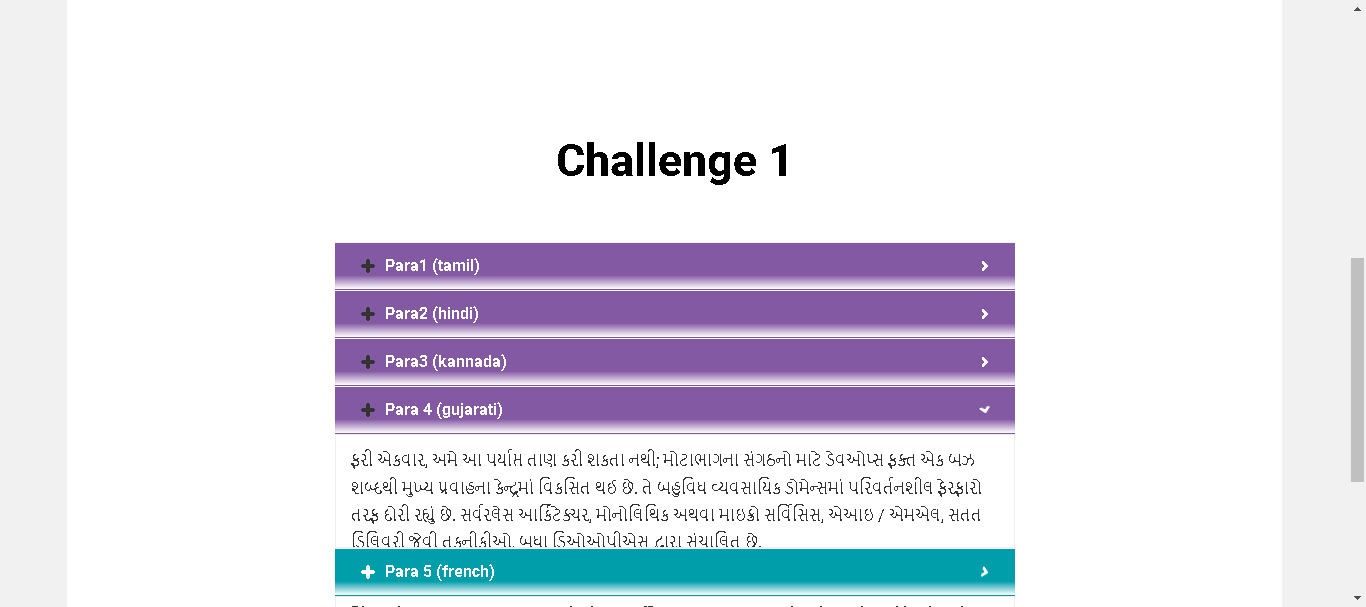 Challenge 1
Para1 (tamil)
Para2 (hindi)
Para3 (kannada)
Para 4 (gujarati)
ફરી એકવાર, અમે આ પર્યાપ્ત તાણ કરી શકતા નથી; મોટાભાગના સંગઠનો માટે ડેવઓપ્સ ફક્ત એક બઝ
શબ્દથી મુખ્ય પ્રવાહના કેન્દ્રમાં વિકસિત થઈ છે. તે બહુવિધ વ્યવસાયિક ડોમેન્સમાં પરિવર્તનશીલ ફેરફારો
તરફ દોરી રહ્યું છે. સર્વરલેસ આર્કિટેક્ચર, મોનોલિથિક અથવા માઇક્રો સર્વિસિસ, એઆઇ / એમએલ, સતત
ડિલિવરી જેવી તકનીકીઓ, બધા ડિઓઓપીએસ દ્વારા સંચાલિત છે.
Para 5 (french)